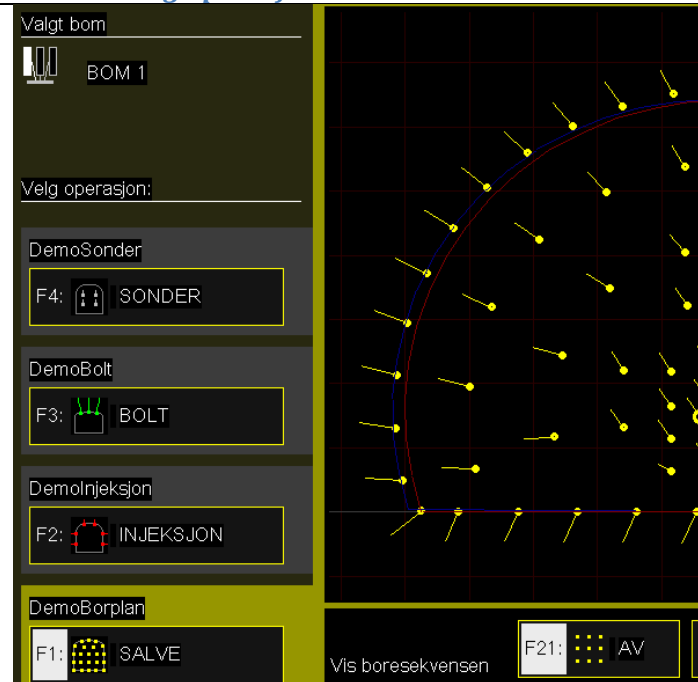 Valgt bom
BOM 1
Velg operasjon:
DemoSonder
F4: SONDER
DemoBolt
F3: BOLT
DemoInjeksjon
F2: INJEKSJON
DemoBorplan
F1: SALVE
Vis boresekvensen
F21: AV